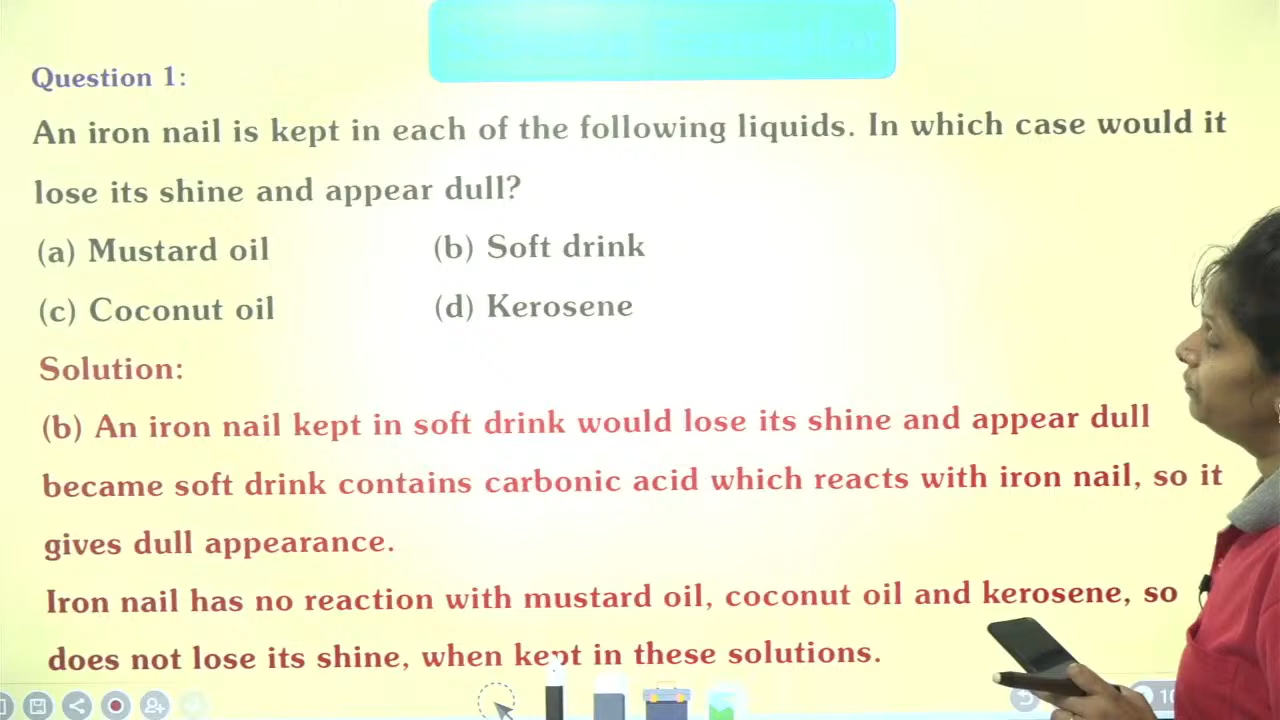 Question 1:
An iron nail is kept in each of the following liquids. In which case would it
lose its shine and appear dull?
(a) Mustard oil (b) Soft drink
(c) Coconut oil (d) Kerosene
Solution:
(b) An iron nail kept in soft drink would lose its shine and appear dull
became soft drink contains carbonic acid which reacts with iron nail, so it
gives dull appearance.
Iron nail has no reaction with mustard oil, coconut oil and kerosene, so
does not lose its shine, when kept in these solutions.